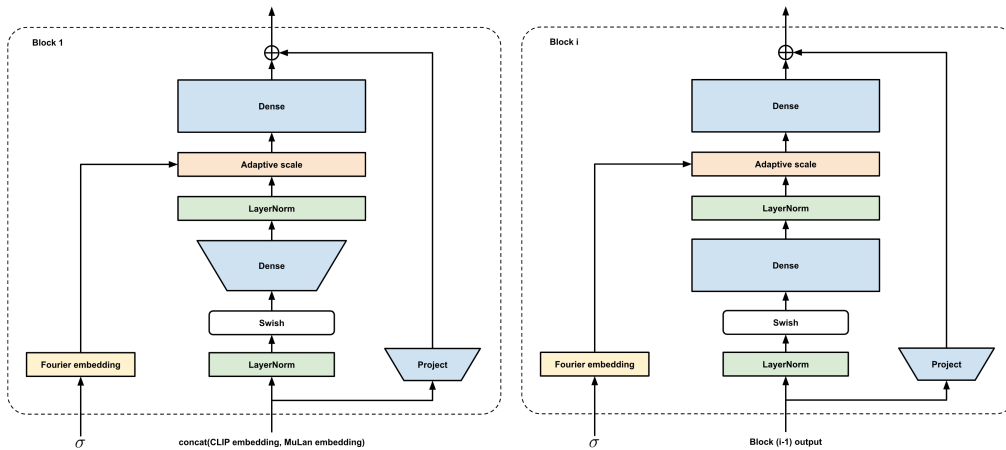 Block 1
Dense
Adaptive scale
LayerNorm
Dense
Swish
Fourier embedding
LayerNorm
Project
σ
concat(CLIP embedding, MuLan embedding)
Block i
Dense
Adaptive scale
LayerNorm
Dense
Swish
Fourier embedding
LayerNorm
Project
σ
Block (i-1) output